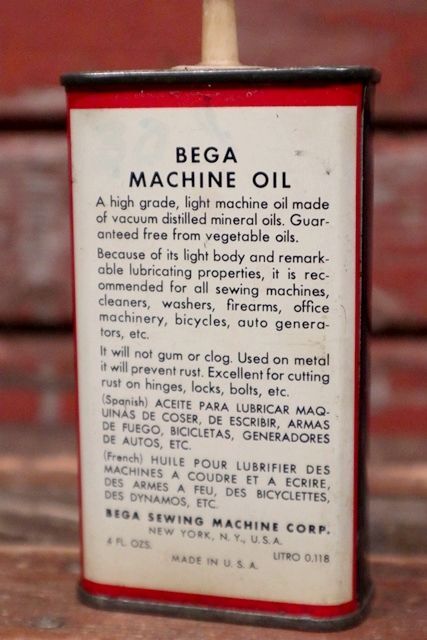 BEGA
MACHINE OIL
A high grade, light machine oil made
of vacuum distilled mineral oils. Guar-
anteed free from vegetable oils.
Because of its light body and remark-
able lubricating properties, it is rec-
ommended for all sewing machines,
cleaners, washers, firearms, office
machinery, bicycles, auto genera-
tors, etc.
It will not gum or clog. Used on metal
it will prevent rust. Excellent for cutting
rust on hinges, locks, bolts, etc.
(Spanish) ACEITE PARA LUBRICAR MAQ-
UINAS DE COSER, DE ESCRIBIR, ARMAS
DE FUEGO, BICICLETAS, GENERADORES
DE AUTOS, ETC.
(French) HUILE POUR LUBRIFIER DES
MACHINES A COUDRE ET A ECRIRE,
DES ARMES A FEU, DES BICYCLETTES,
DES DYNAMOS, ETC.
BEGA SEWING MACHINE CORP.
NEW YORK, N. Y., U.S.A.
4 FL. OZS. LITRO 0.118
MADE IN U. S. A.